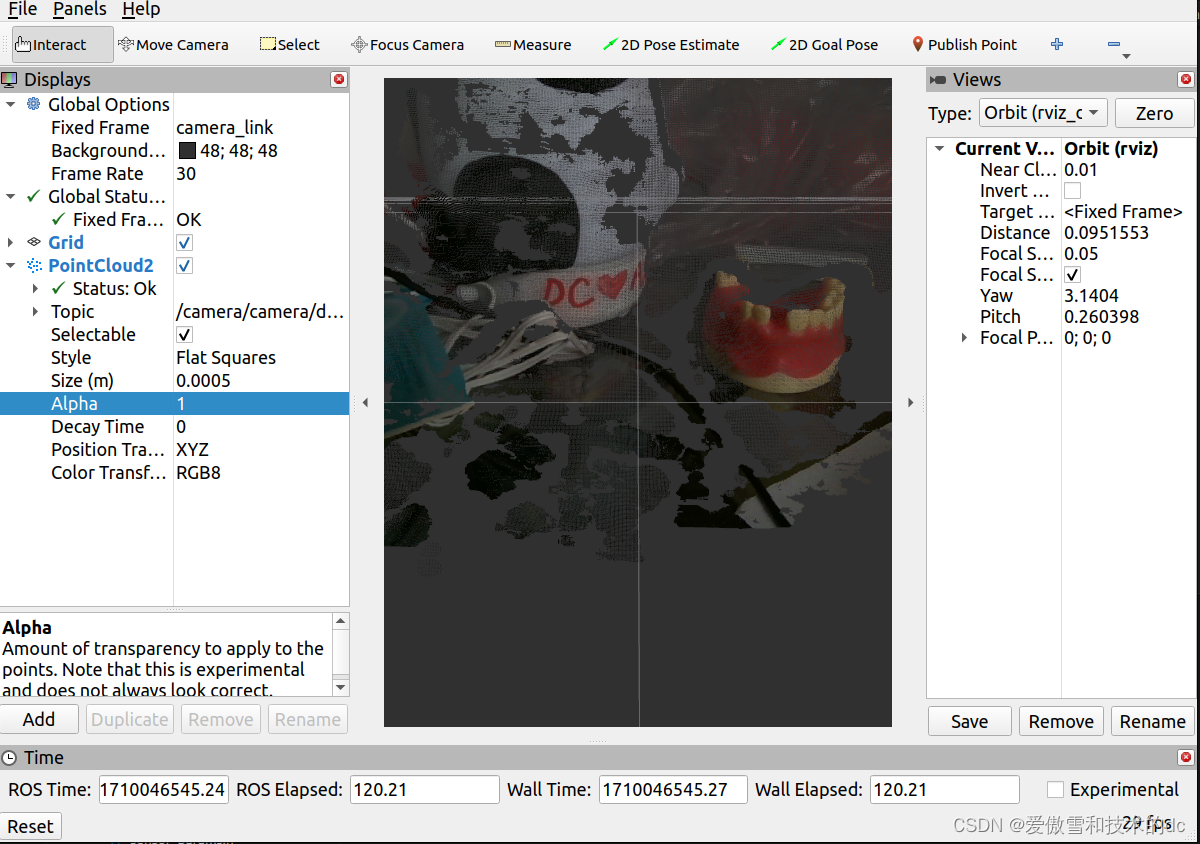 File Panels Help
Interact Move Camera Select Focus Camera Measure 2D Pose Estimate 2D Goal Pose Publish Point
Displays
Global Options
Fixed Frame camera_link
Background... 48; 48; 48
Frame Rate 30
Global Statu...
Fixed Fra... OK
Grid
PointCloud2
Status: Ok
Topic /camera/camera/d...
Selectable
Style Flat Squares
Size (m) 0.0005
Alpha 1
Decay Time 0
Position Tra... XYZ
Color Transf... RGB8
Alpha
Amount of transparency to apply to the
points. Note that this is experimental
and does not always look correct.
Add Duplicate Remove Rename
DC
Views
Type: Orbit (rviz_c Zero
Current V... Orbit (rviz)
Near Cl... 0.01
Invert ...
Target ... <Fixed Frame>
Distance 0.0951553
Focal S... 0.05
Focal S...
Yaw 3.1404
Pitch 0.260398
Focal P... 0; 0; 0
Save Remove Rename
Time
ROS Time: 1710046545.24 ROS Elapsed: 120.21 Wall Time: 1710046545.27 Wall Elapsed: 120.21 Experimental
Reset
29 fps
CSDN @爱傲雪和技术的dc